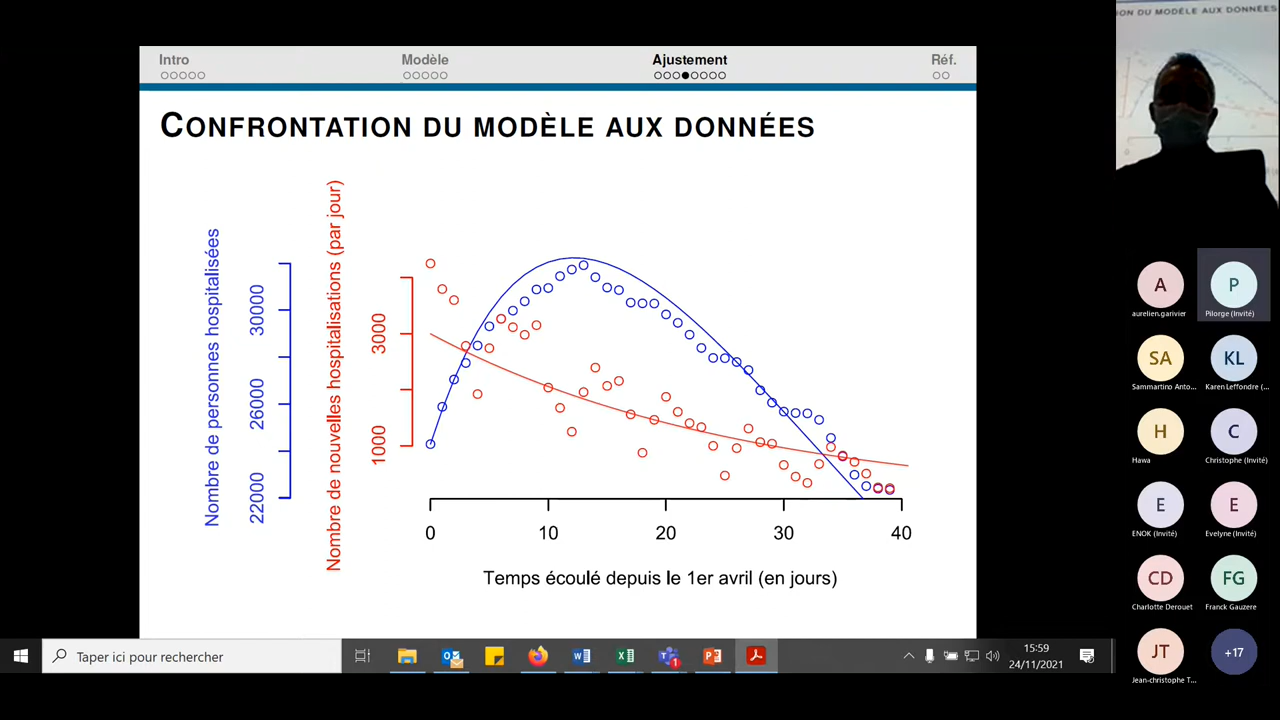 Intro
Modèle
Ajustement
Réf.
CONFRONTATION DU MODÈLE AUX DONNÉES
Nombre de personnes hospitalisées
22000
26000
30000
Nombre de nouvelles hospitalisations (par jour)
1000
3000
0
10
20
30
40
Temps écoulé depuis le 1er avril (en jours)
ON DU MODÈLE AUX DONNÉES
A
aurelien.garivier
P
Pilorge (Invité)
SA
Sammartino Anto...
KL
Karen Leffondre (...
H
Hawa
C
Christophe (Invité)
E
ENOK (Invité)
E
Evelyne (Invité)
CD
Charlotte Derouet
FG
Franck Gauzere
JT
Jean-christophe T...
+17
Taper ici pour rechercher
1
15:59
24/11/2021